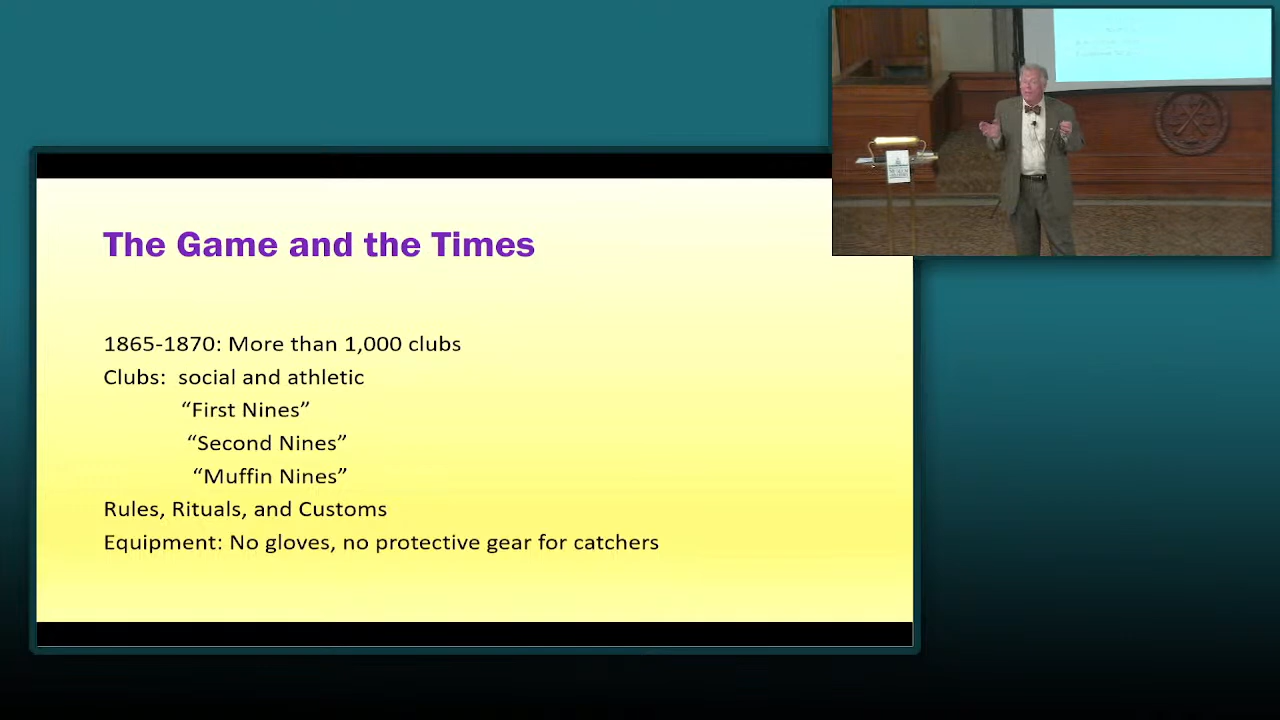 The Game and the Times
1865-1870: More than 1,000 clubs
Clubs:  social and athletic
“First Nines”
“Second Nines”
“Muffin Nines”
Rules, Rituals, and Customs
Equipment: No gloves, no protective gear for catchers